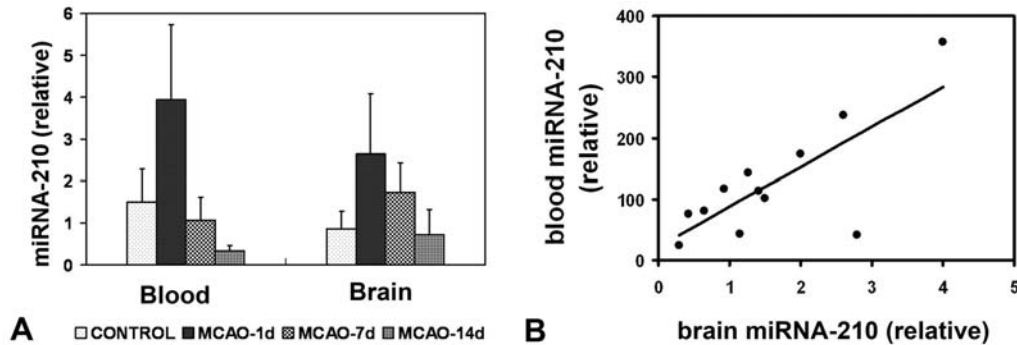 6
5
4
3
2
1
0
miRNA-210 (relative)
Blood
Brain
A
CONTROL MCAO-1d MCAO-7d MCAO-14d
400
300
200
100
0
blood miRNA-210
(relative)
0 1 2 3 4 5
B
brain miRNA-210 (relative)